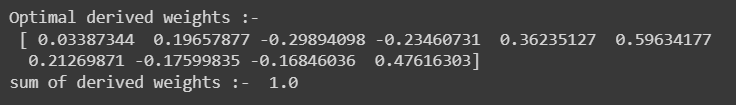 Optimal derived weights :-
[ 0.03387344 0.19657877 -0.29894098 -0.23460731 0.36235127 0.59634177
0.21269871 -0.17599835 -0.16846036 0.47616303]
sum of derived weights :- 1.0